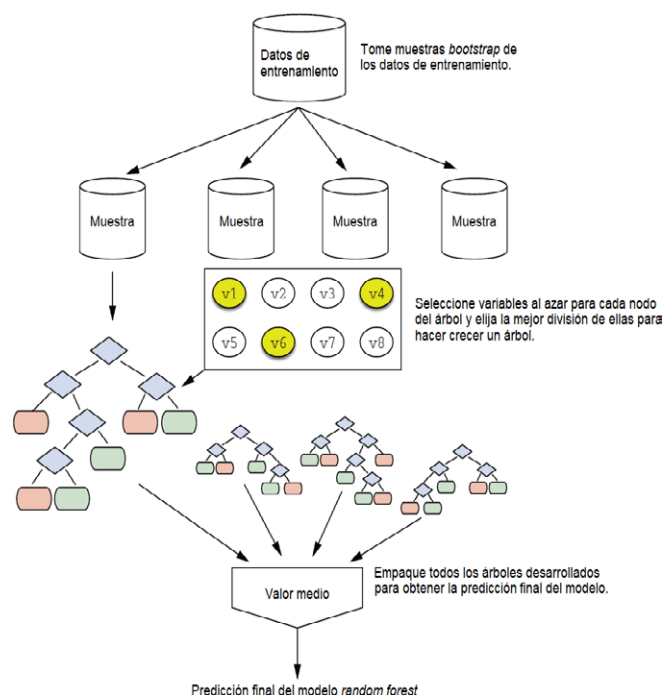 Datos de
entrenamiento
Tome muestras bootstrap de
los datos de entrenamiento.
Muestra
Muestra
Muestra
Muestra
v1
v2
v3
v4
v5
v6
v7
v8
Seleccione variables al azar para cada nodo
del árbol y elija la mejor división de ellas para
hacer crecer un árbol.
Valor medio
Empaque todos los árboles desarrollados
para obtener la predicción final del modelo.
Predicción final del modelo random forest